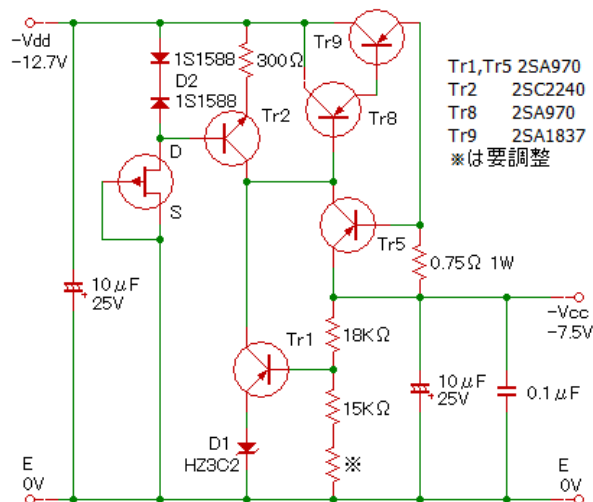 -Vdd
-12.7V
1S1588
D2
1S1588
300Ω
Tr9
Tr2
Tr8
Tr1,Tr5 2SA970
Tr2 2SC2240
Tr8 2SA970
Tr9 2SA1837
※は要調整
D
S
Tr5
0.75Ω 1W
10μF
25V
+
-Vcc
-7.5V
Tr1
18KΩ
15KΩ
10μF
25V
+
0.1μF
D1
HZ3C2
※
E
0V
E
0V